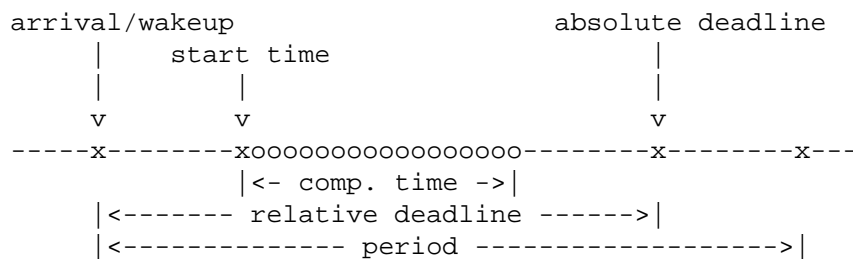 arrival/wakeup                    absolute deadline
     |    start time                    |
     |        |                         |
     v        v                         v
-----x--------xooooooooooooooooo--------x--------x---
              |<- comp. time ->|
     |<------- relative deadline ------>|
     |<-------------- period ------------------->|